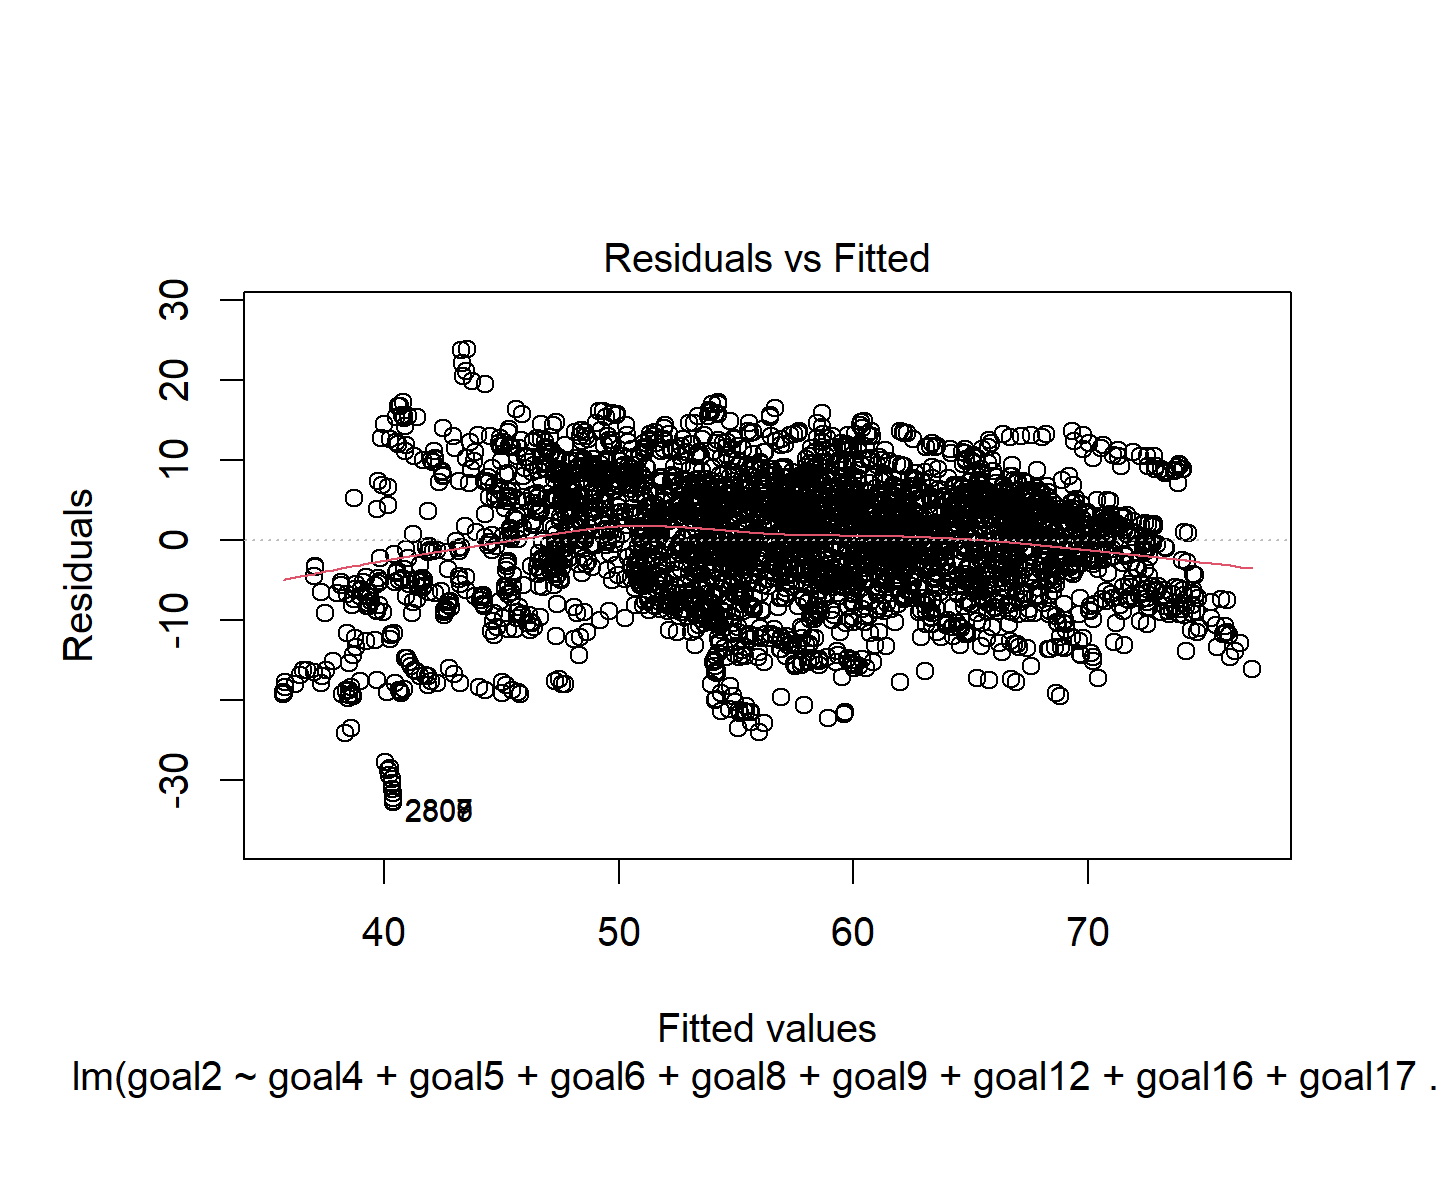 Residuals vs Fitted
30
20
10
0
-10
-30
Residuals
40 50 60 70
Fitted values
lm(goal2 ~ goal4 + goal5 + goal6 + goal8 + goal9 + goal12 + goal16 + goal17 .